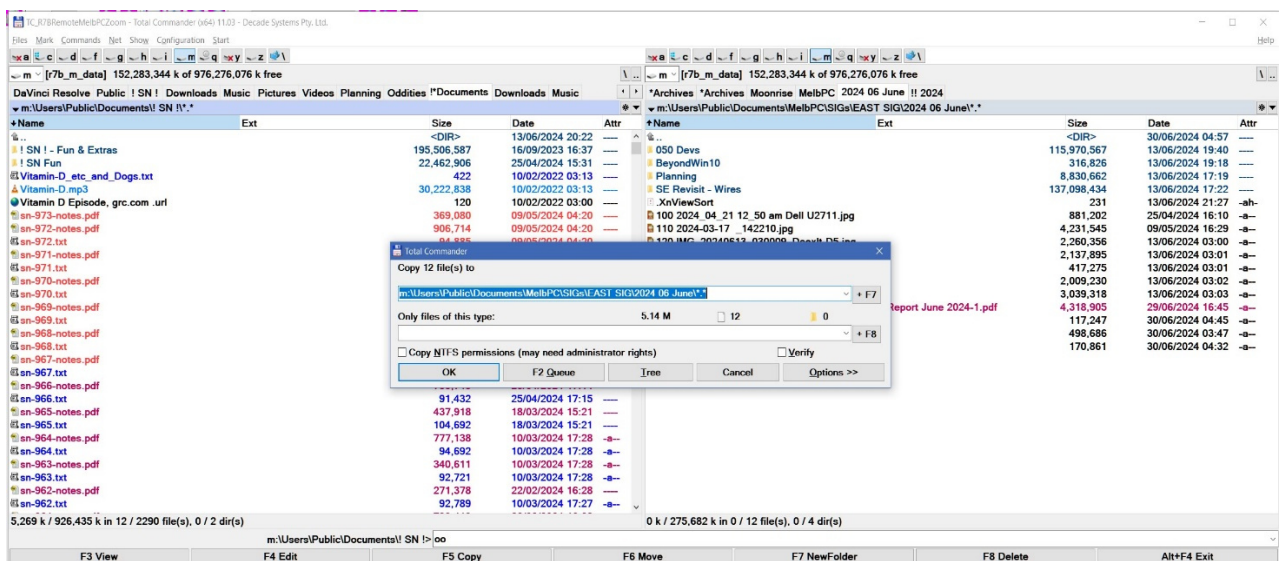 TC_R7BRemoteMelbPCZoom - Total Commander (x64) 11.03 - Decade Systems Pty. Ltd.
Files Mark Commands Net Show Configuration Start Help
a c d f g h i m q y z \ a c d f g h i m q y z \
m [r7b_m_data] 152,283,344 k of 976,276,076 k free \ .. m [r7b_m_data] 152,283,344 k of 976,276,076 k free \ ..
DaVinci Resolve Public ! SN ! Downloads Music Pictures Videos Planning Oddities !*Documents Downloads Music *Archives *Archives Moonrise MelbPC 2024 06 June !! 2024
m:\Users\Public\Documents\! SN !\*.* * m:\Users\Public\Documents\MelbPC\SIGs\EAST SIG\2024 06 June\*.* *
+Name Ext Size Date Attr +Name Ext Size Date Attr
.. <DIR> 13/06/2024 20:22 ---- .. <DIR> 30/06/2024 04:57 ----
! SN ! - Fun & Extras 195,506,587 16/09/2023 16:37 ---- 050 Devs 115,970,567 13/06/2024 19:40 ----
! SN Fun 22,462,906 25/04/2024 15:31 ---- BeyondWin10 316,826 13/06/2024 19:18 ----
Vitamin-D_etc_and_Dogs.txt 422 10/02/2022 03:13 ---- Planning 8,830,662 13/06/2024 17:19 ----
Vitamin-D.mp3 30,222,838 10/02/2022 03:13 ---- SE Revisit - Wires 137,098,434 13/06/2024 17:22 ----
Vitamin D Episode, grc.com .url 120 10/02/2022 03:00 ---- .XnViewSort 231 13/06/2024 21:27 -ah-
sn-973-notes.pdf 369,080 09/05/2024 04:20 ---- 100 2024_04_21 12_50 am Dell U2711.jpg 881,202 25/04/2024 16:10 -a--
sn-972-notes.pdf 906,714 09/05/2024 04:20 ---- 110 2024-03-17 _142210.jpg 4,231,545 09/05/2024 16:29 -a--
sn-972.txt 94,885 09/05/2024 04:20 120 IMG_20240613_030009_DeoxIt-D5.jpg 2,260,356 13/06/2024 03:00 -a--
sn-971-notes.pdf 2,137,895 13/06/2024 03:01 -a--
sn-971.txt 417,275 13/06/2024 03:01 -a--
sn-970-notes.pdf 2,009,230 13/06/2024 03:02 -a--
sn-970.txt 3,039,318 13/06/2024 03:03 -a--
sn-969-notes.pdf Report June 2024-1.pdf 4,318,905 29/06/2024 16:45 -a--
sn-969.txt 117,247 30/06/2024 04:45 -a--
sn-968-notes.pdf 498,686 30/06/2024 03:47 -a--
sn-968.txt 170,861 30/06/2024 04:32 -a--
sn-967-notes.pdf
sn-967.txt
sn-966-notes.pdf
sn-966.txt 91,432 25/04/2024 17:15 ----
sn-965-notes.pdf 437,918 18/03/2024 15:21 ----
sn-965.txt 104,692 18/03/2024 15:21 ----
sn-964-notes.pdf 777,138 10/03/2024 17:28 -a--
sn-964.txt 94,692 10/03/2024 17:28 -a--
sn-963-notes.pdf 340,611 10/03/2024 17:28 -a--
sn-963.txt 92,721 10/03/2024 17:28 -a--
sn-962-notes.pdf 271,378 22/02/2024 16:28 ----
sn-962.txt 92,789 10/03/2024 17:27 -a--
Total Commander
Copy 12 file(s) to
m:\Users\Public\Documents\MelbPC\SIGs\EAST SIG\2024 06 June\*.* + F7
Only files of this type: 5.14 M 12 0
+ F8
Copy NTFS permissions (may need administrator rights) Verify
OK F2 Queue Tree Cancel Options >>
5,269 k / 926,435 k in 12 / 2290 file(s), 0 / 2 dir(s) 0 k / 275,682 k in 0 / 12 file(s), 0 / 4 dir(s)
m:\Users\Public\Documents\! SN !> oo
F3 View F4 Edit F5 Copy F6 Move F7 NewFolder F8 Delete Alt+F4 Exit